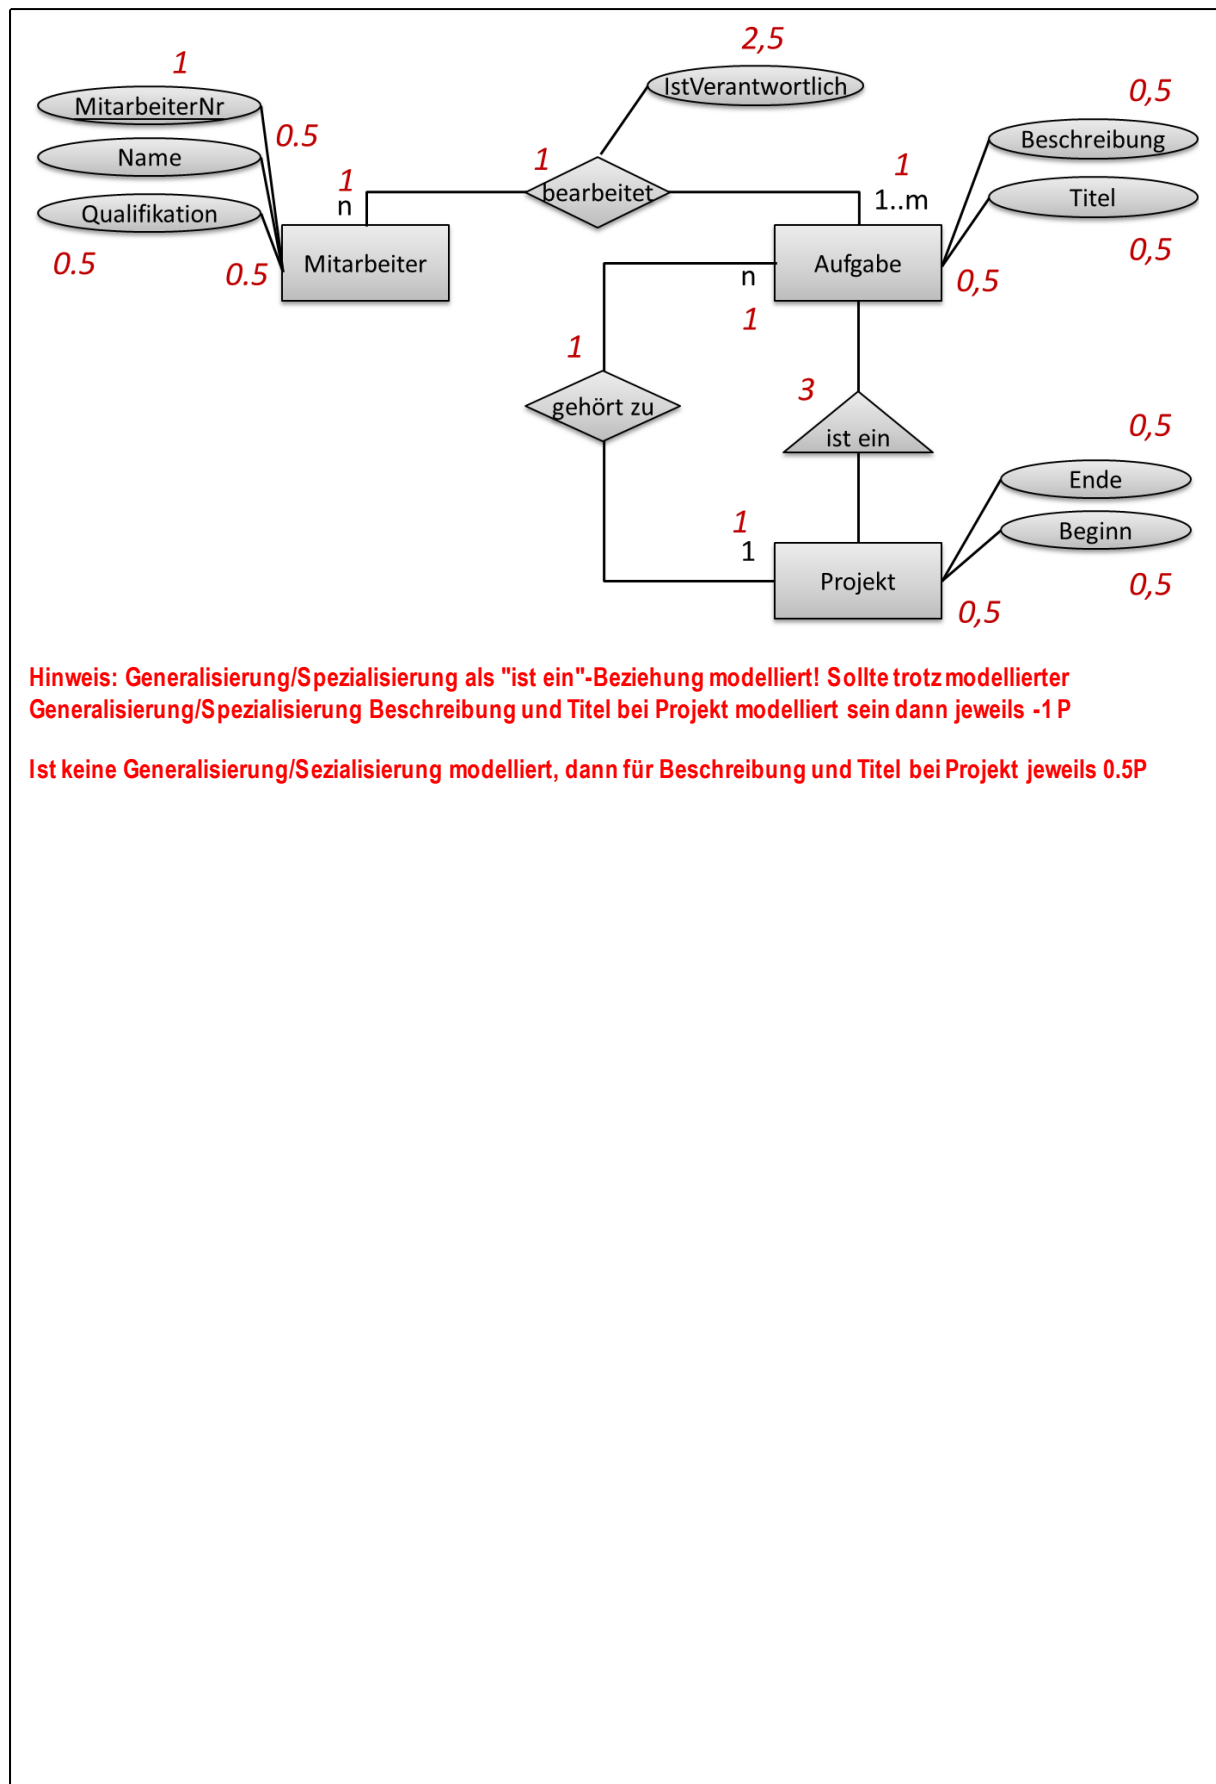 2,5
1
IstVerantwortlich
0,5
MitarbeiterNr
0.5
Beschreibung
Name
1
bearbeitet
1
1
n
1..m
Titel
Qualifikation
0.5
0.5
Mitarbeiter
Aufgabe
n
0,5
0,5
1
1
3
gehört zu
ist ein
0,5
Ende
1
1
Beginn
Projekt
0,5
0,5
Hinweis: Generalisierung/Spezialisierung als "ist ein"-Beziehung modelliert! Sollte trotz modellierter
Generalisierung/Spezialisierung Beschreibung und Titel bei Projekt modelliert sein dann jeweils -1 P
Ist keine Generalisierung/Sezialisierung modelliert, dann für Beschreibung und Titel bei Projekt jeweils 0.5P